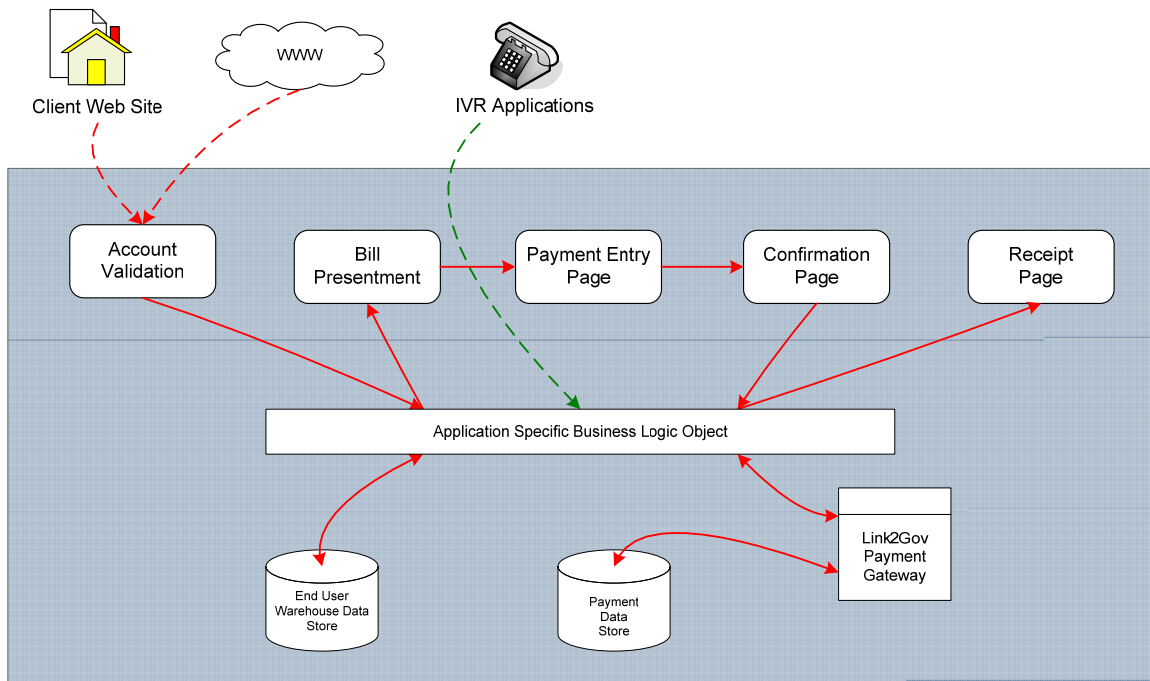 WWW
Client Web Site
IVR Applications
Account
Validation
Bill
Presentment
Payment Entry
Page
Confirmation
Page
Receipt
Page
Application Specific Business Logic Object
Link2Gov
Payment
Gateway
End User
Warehouse Data
Store
Payment
Data
Store